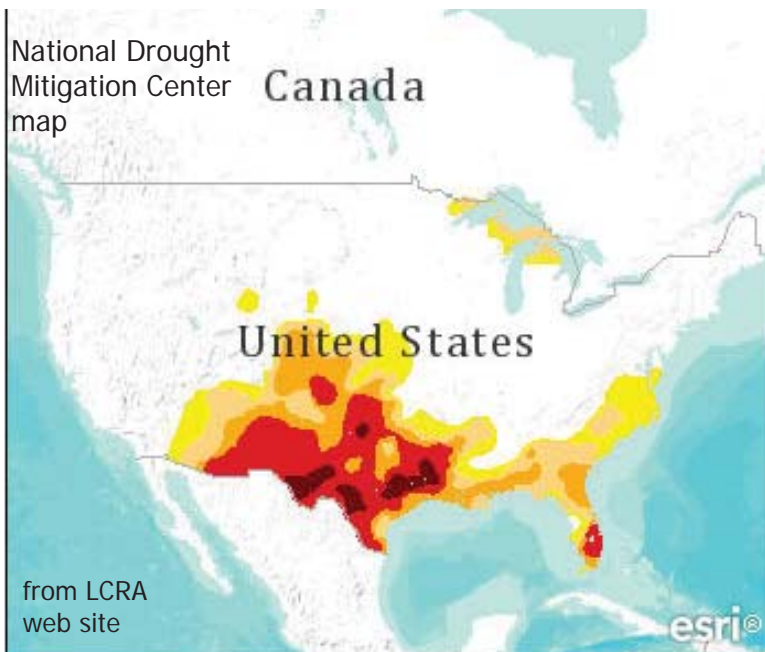 National Drought
Mitigation Center
map
Canada
United States
from LCRA
web site
esri®